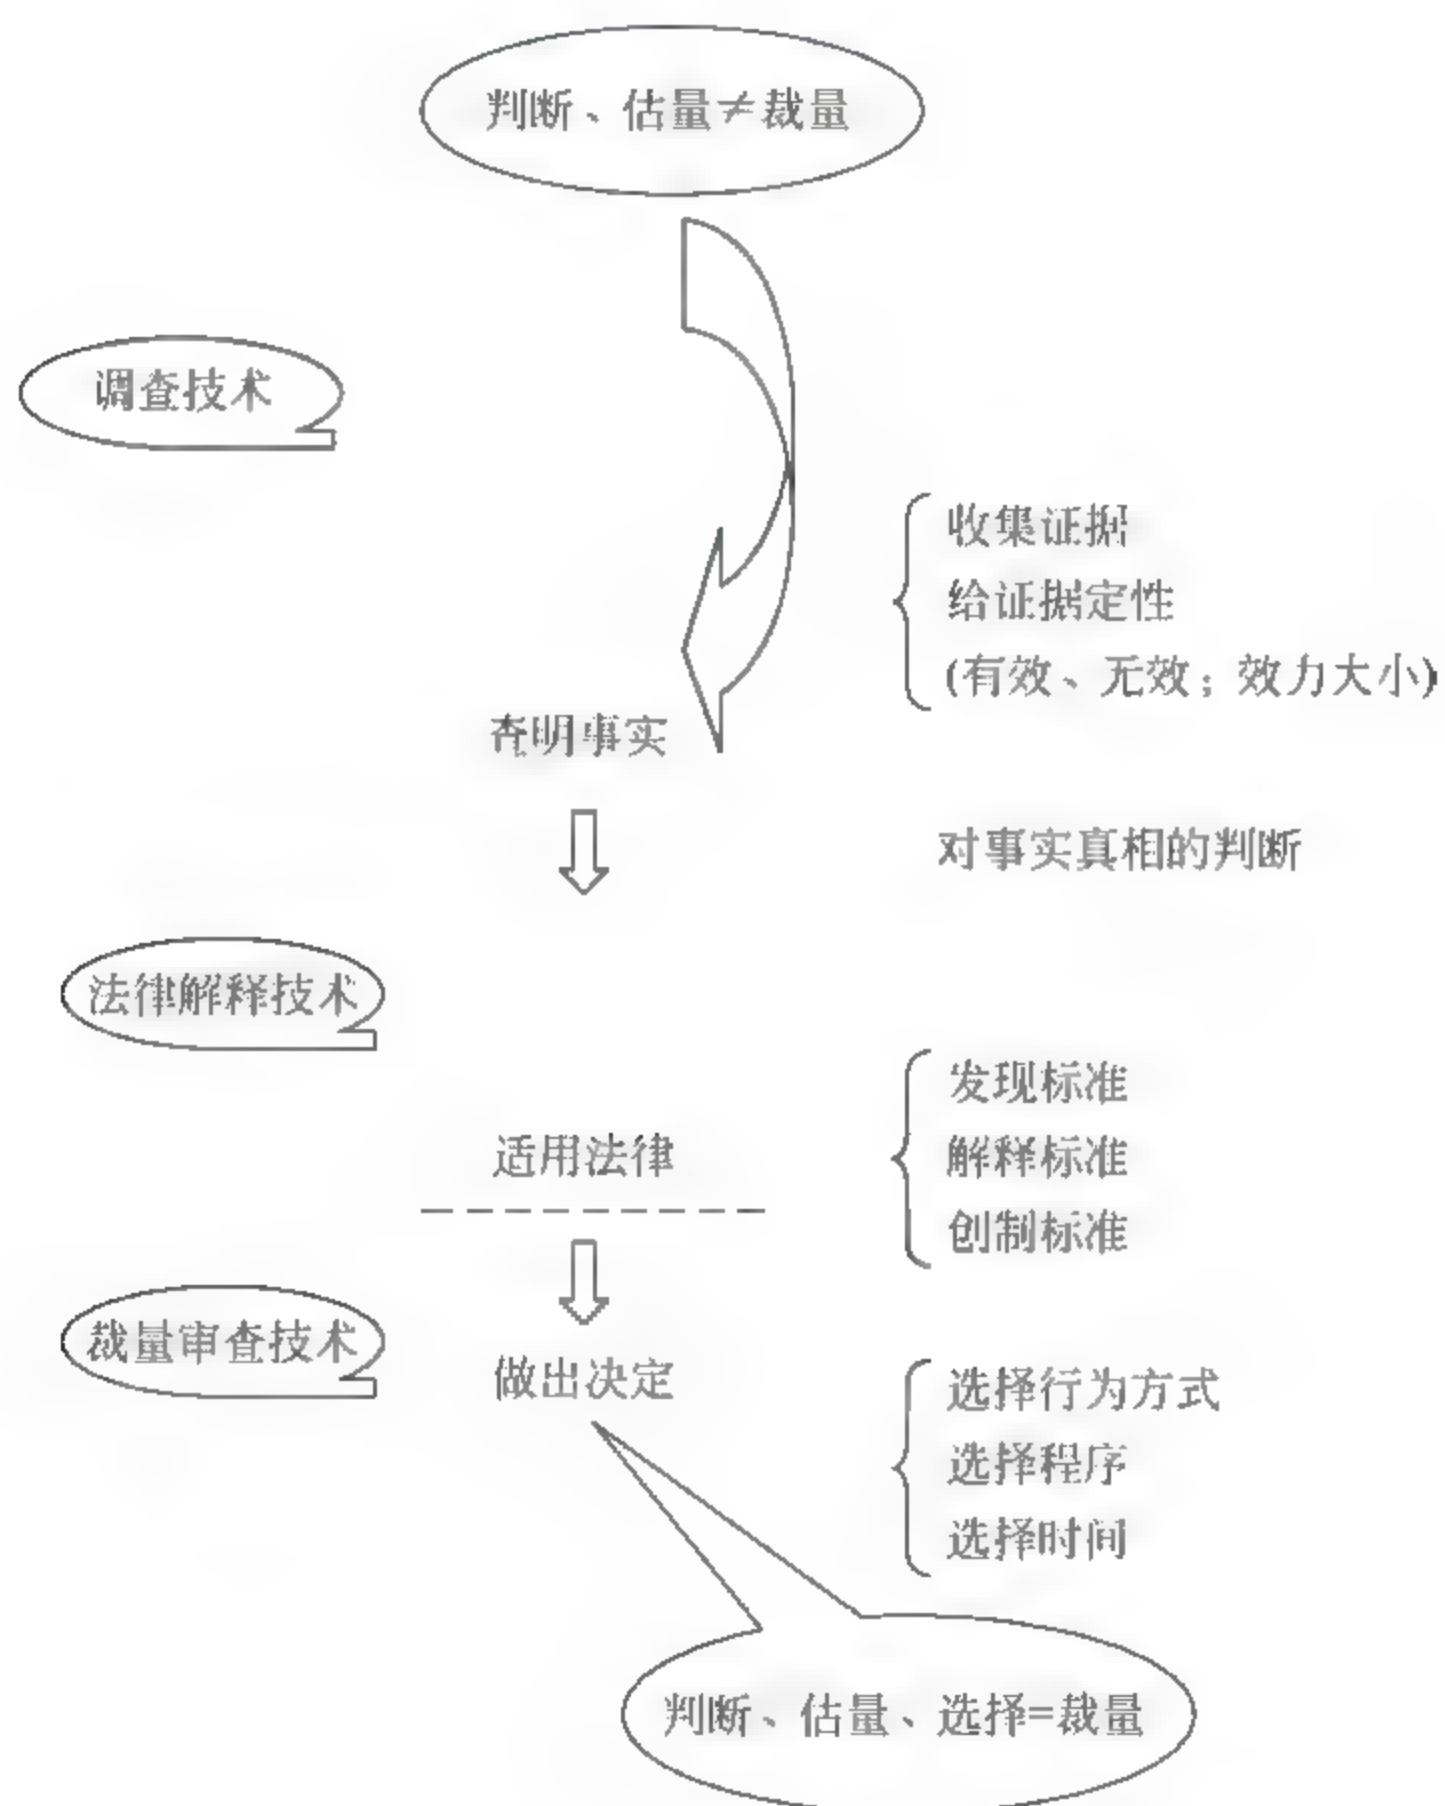 判断、估量≠裁量
调查技术
收集证据
给证据定性
(有效、无效；效力大小)
查明事实
对事实真相的判断
法律解释技术
发现标准
适用法律
解释标准
创制标准
裁量审查技术
做出决定
选择行为方式
选择程序
选择时间
判断、估量、选择=裁量